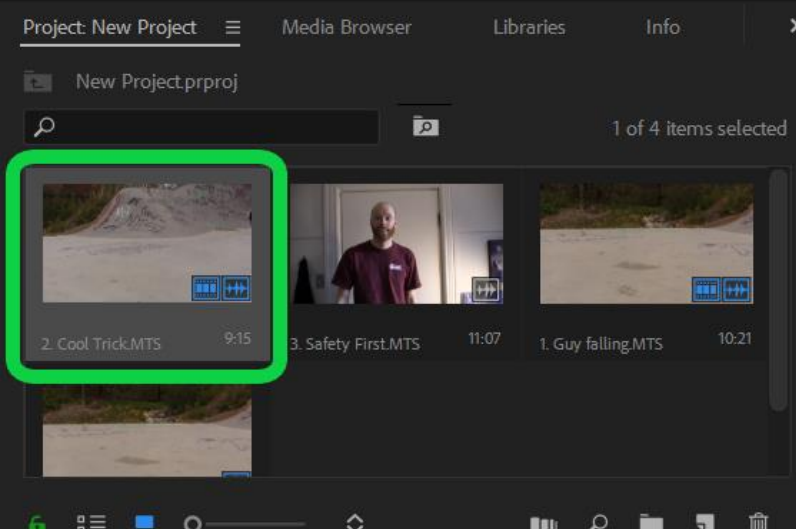 Project: New Project Media Browser Libraries Info
New Project.prproj
1 of 4 items selected
2. Cool Trick.MTS 9:15
3. Safety First.MTS 11:07
1. Guy falling.MTS 10:21